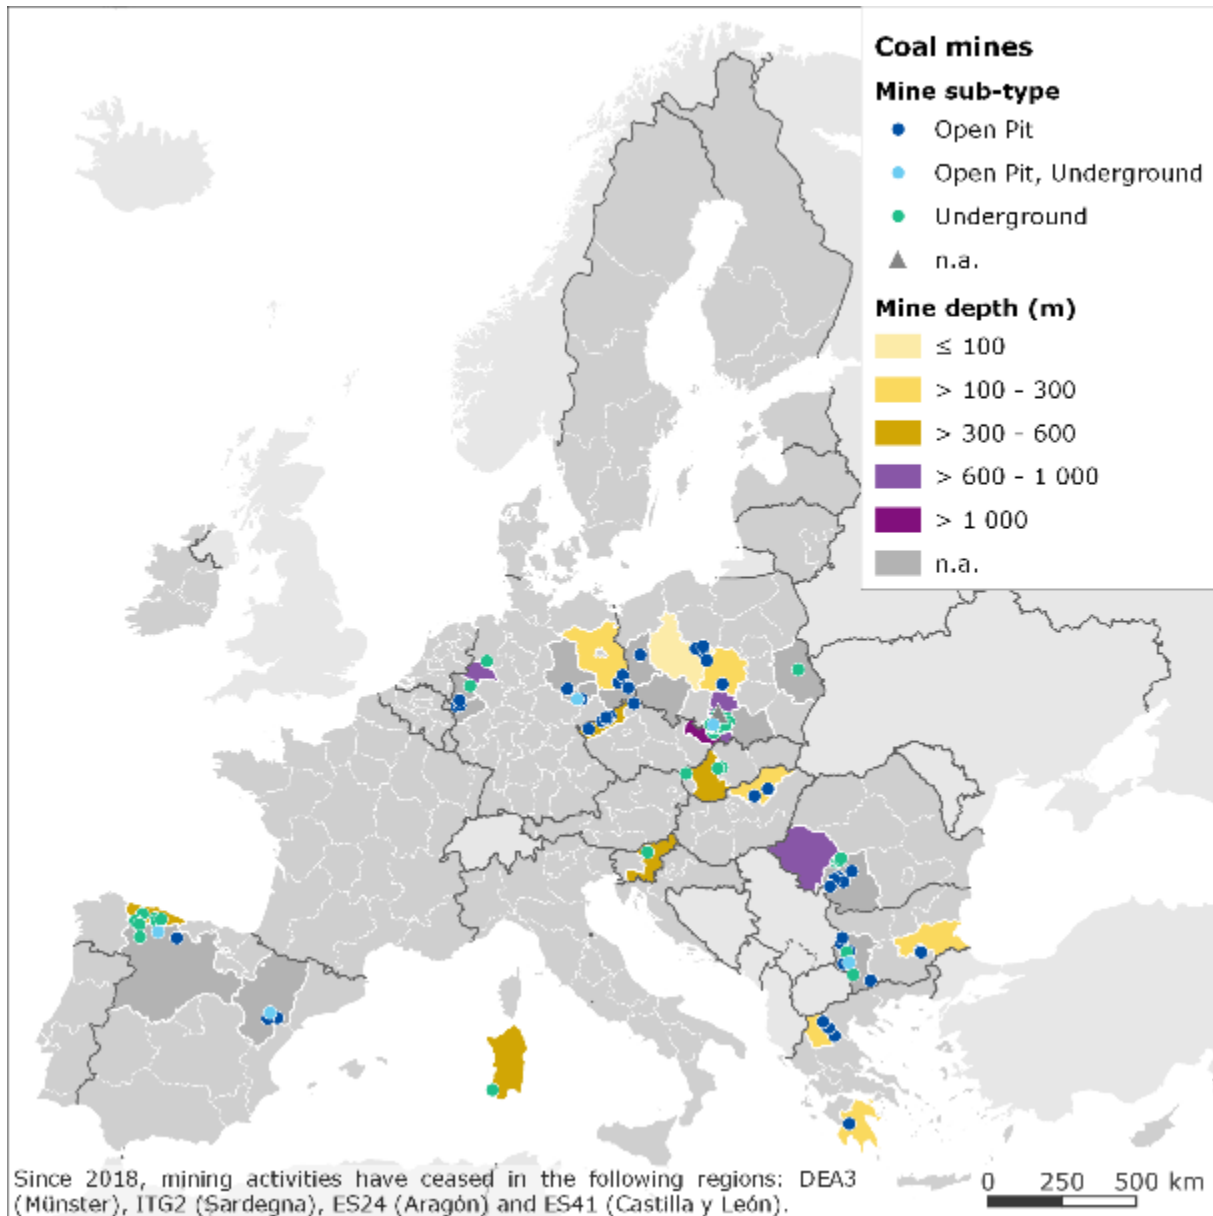 Coal mines
Mine sub-type
Open Pit
Open Pit, Underground
Underground
n.a.
Mine depth (m)
≤ 100
> 100 - 300
> 300 - 600
> 600 - 1 000
> 1 000
n.a.
Since 2018, mining activities have ceased in the following regions: DEA3
(Münster), ITG2 (Sardegna), ES24 (Aragón) and ES41 (Castilla y León).
0 250 500 km